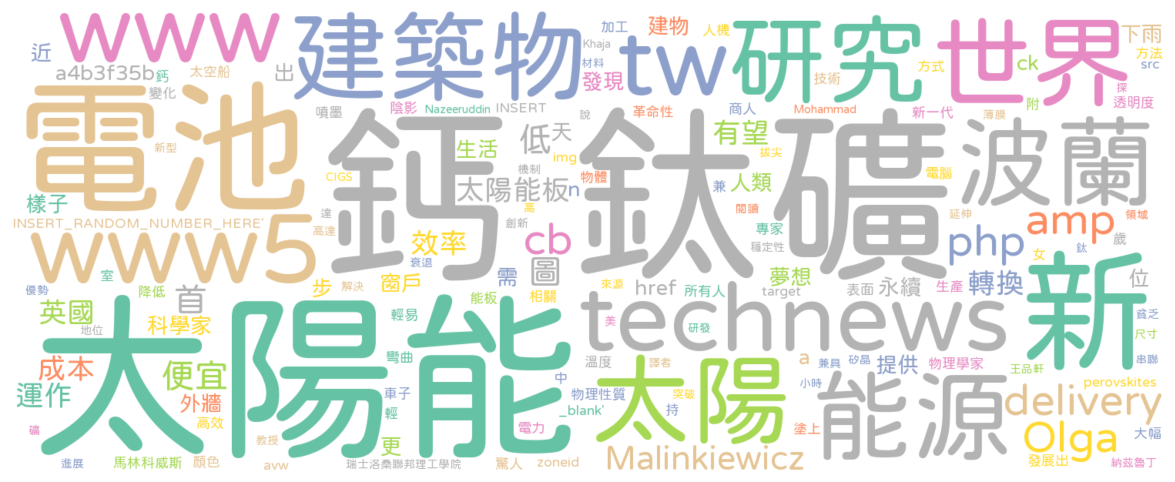 www 建築物 tw 研究 世界 下雨
近 a4b3f35b 鈣 太空船 出 加工 Khaja 材料 建物 人機 發現 技術 方式 ck 方法 src
變化 電池 新型 噴墨 陰影 Nazeeruddin INSERT 說 革命性 商人 Mohammad 新一代 附 探 透明度
鈣 鈦 礦 生活 低 天 img 有望 拔尖 薄膜 波蘭
樣子 CIGS 機制 太陽能板 n 物體 兼 人類 電腦
INSERT_RANDOM_NUMBER_HERE' 達 高達 高 創新 閱讀 專家 延伸 amp 領域
www5 效率 cb 穩定性 php 歲
室 衰退 窗戶 需 圖 來源 夢想 女 鈦 新
優勢 降低 首 步 解決 能板 相關 href 所有人 target 表面 永續 生產 轉換 位 貧乏
英國 地位 科學家 太陽能 輕易 美 研發 technews 尺寸
成本 便宜 彎曲 溫度 譯者 太陽 a 兼具 矽晶 提供 物理學家 王品軒 串聯
運作 外牆 車子 中 物理性質 突破 小時 能源 perovskites
高效 輕 _blank' 持 delivery
礦 更 電力 塗上 Olga 大幅
進展 馬林科威斯 顏色 教授 avw 瑞士洛桑聯邦理工學院 驚人 zoneid Malinkiewicz 發展出 納茲魯丁